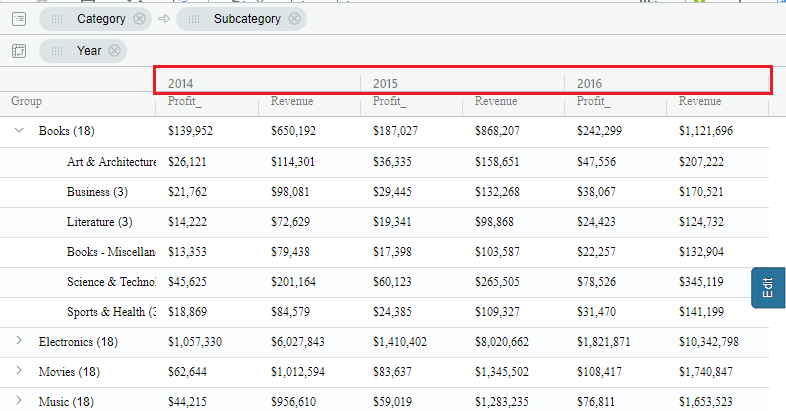 Category Subcategory
Year
2014 2015 2016
Group Profit_ Revenue Profit_ Revenue Profit_ Revenue
Books (18) $139,952 $650,192 $187,027 $868,207 $242,299 $1,121,696
Art & Architecture $26,121 $114,301 $36,335 $158,651 $47,556 $207,222
Business (3) $21,762 $98,081 $29,445 $132,268 $38,067 $170,521
Literature (3) $14,222 $72,629 $19,341 $98,868 $24,423 $124,732
Books - Miscellan $13,353 $79,438 $17,398 $103,587 $22,257 $132,904
Science & Techno $45,625 $201,164 $60,123 $265,505 $78,526 $345,119
Edit
Sports & Health (3 $18,869 $84,579 $24,385 $109,327 $31,470 $141,199
Electronics (18) $1,057,330 $6,027,843 $1,410,402 $8,020,662 $1,821,871 $10,342,798
Movies (18) $62,644 $1,012,594 $83,637 $1,345,502 $108,417 $1,740,847
Music (18) $44,215 $956,610 $59,019 $1,283,235 $76,811 $1,653,523